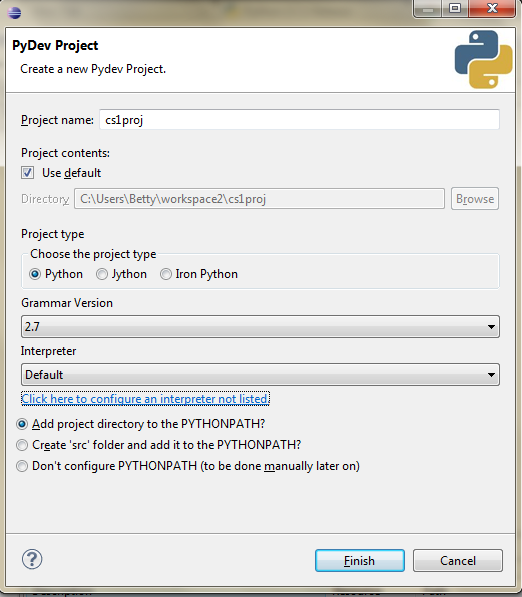 PyDev Project
Create a new Pydev Project.
Project name: cs1proj
Project contents:
Use default
Directory C:\Users\Betty\workspace2\cs1proj Browse
Project type
Choose the project type
Python Jython Iron Python
Grammar Version
2.7
Interpreter
Default
Click here to configure an interpreter not listed
Add project directory to the PYTHONPATH?
Create 'src' folder and add it to the PYTHONPATH?
Don't configure PYTHONPATH (to be done manually later on)
? Finish Cancel